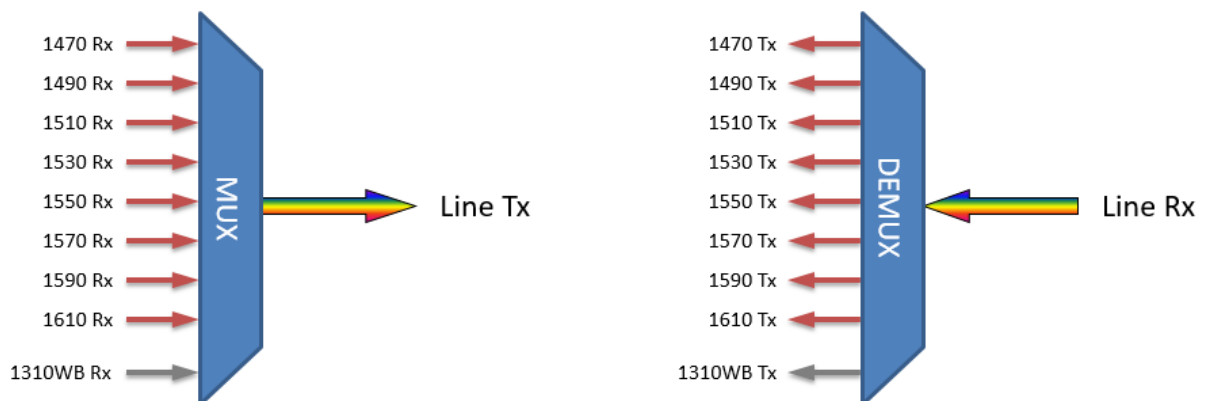 1470 Rx
1490 Rx
1510 Rx
1530 Rx
1550 Rx
1570 Rx
1590 Rx
1610 Rx
1310WB Rx
MUX
Line Tx
1470 Tx
1490 Tx
1510 Tx
1530 Tx
1550 Tx
1570 Tx
1590 Tx
1610 Tx
1310WB Tx
DEMUX
Line Rx